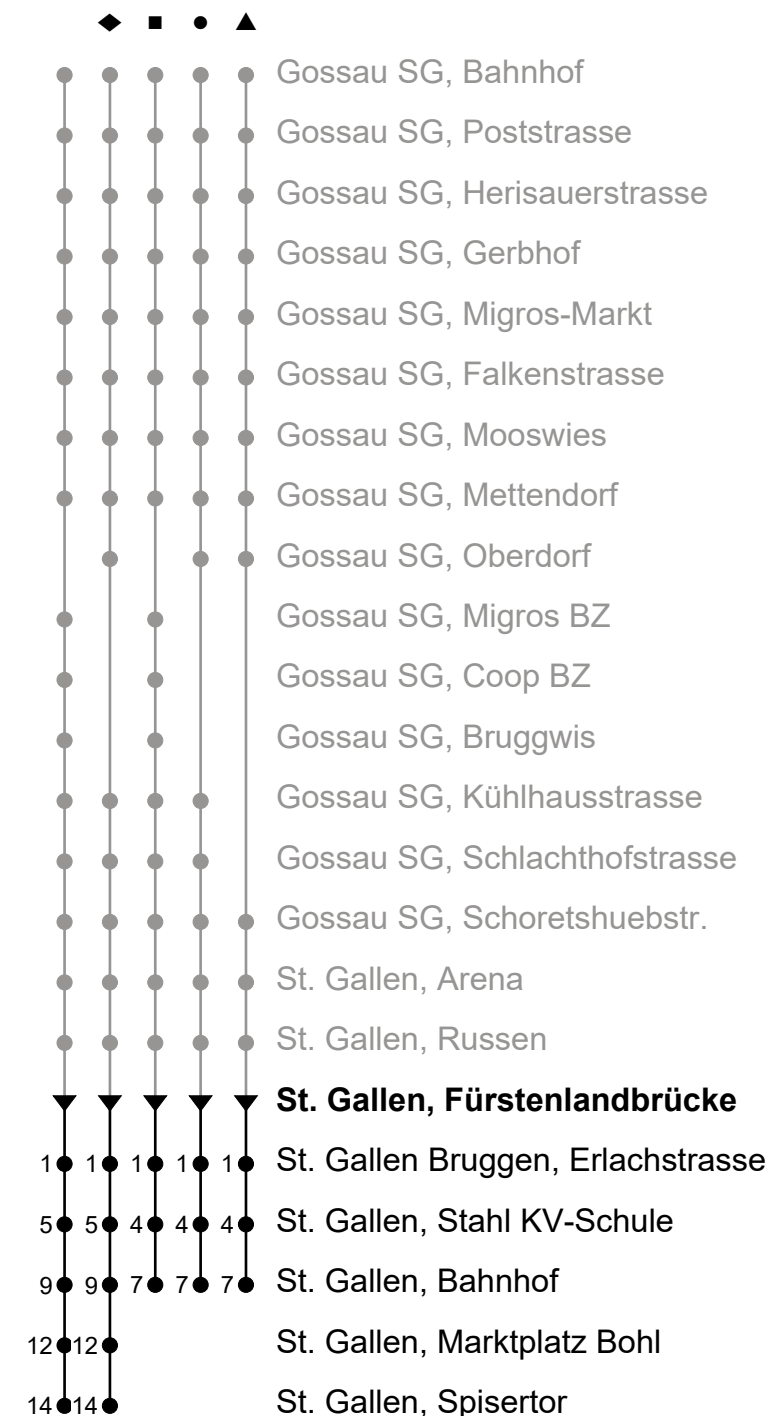 Gossau SG, Bahnhof
Gossau SG, Poststrasse
Gossau SG, Herisauerstrasse
Gossau SG, Gerbhof
Gossau SG, Migros-Markt
Gossau SG, Falkenstrasse
Gossau SG, Mooswies
Gossau SG, Mettendorf
Gossau SG, Oberdorf
Gossau SG, Migros BZ
Gossau SG, Coop BZ
Gossau SG, Bruggwis
Gossau SG, Kühlhausstrasse
Gossau SG, Schlachthofstrasse
Gossau SG, Schoretshuebstr.
St. Gallen, Arena
St. Gallen, Russen
St. Gallen, Fürstenlandbrücke
1 1 1 1 1 St. Gallen Bruggen, Erlachstrasse
5 5 4 4 4 St. Gallen, Stahl KV-Schule
9 9 7 7 7 St. Gallen, Bahnhof
12 12 St. Gallen, Marktplatz Bohl
14 14 St. Gallen, Spisertor